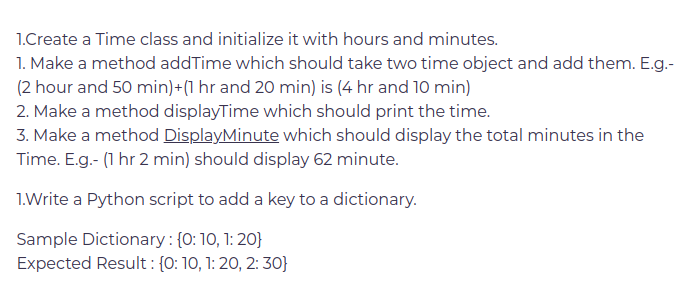 1.Create a Time class and initialize it with hours and minutes.
1. Make a method addTime which should take two time object and add them. E.g.-
(2 hour and 50 min)+(1 hr and 20 min) is (4 hr and 10 min)
2. Make a method displayTime which should print the time.
3. Make a method DisplayMinute which should display the total minutes in the
Time. E.g.- (1 hr 2 min) should display 62 minute.
1.Write a Python script to add a key to a dictionary.
Sample Dictionary : {0: 10, 1: 20}
Expected Result : {0: 10, 1: 20, 2: 30}